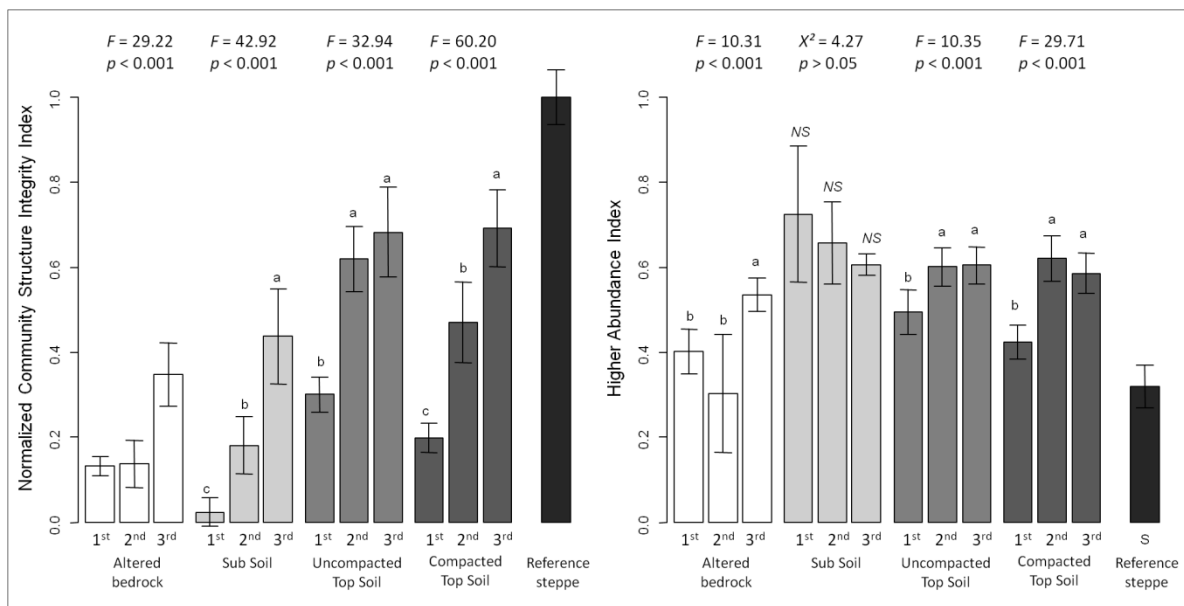 F = 29.22 F = 42.92 F = 32.94 F = 60.20
p < 0.001 p < 0.001 p < 0.001 p < 0.001
Normalized Community Structure Integrity Index
1.0
0.8
0.6
0.4
0.2
0.0
c b a b a a c b a
1st 2nd 3rd 1st 2nd 3rd 1st 2nd 3rd 1st 2nd 3rd
Altered Sub Soil Uncompacted Compacted Reference
bedrock Top Soil Top Soil steppe
F = 10.31 X² = 4.27 F = 10.35 F = 29.71
p < 0.001 p > 0.05 p < 0.001 p < 0.001
Higher Abundance Index
1.0
0.8
0.6
0.4
0.2
0.0
b b a NS NS NS b a a b a a
1st 2nd 3rd 1st 2nd 3rd 1st 2nd 3rd 1st 2nd 3rd S
Altered Sub Soil Uncompacted Compacted Reference
bedrock Top Soil Top Soil steppe